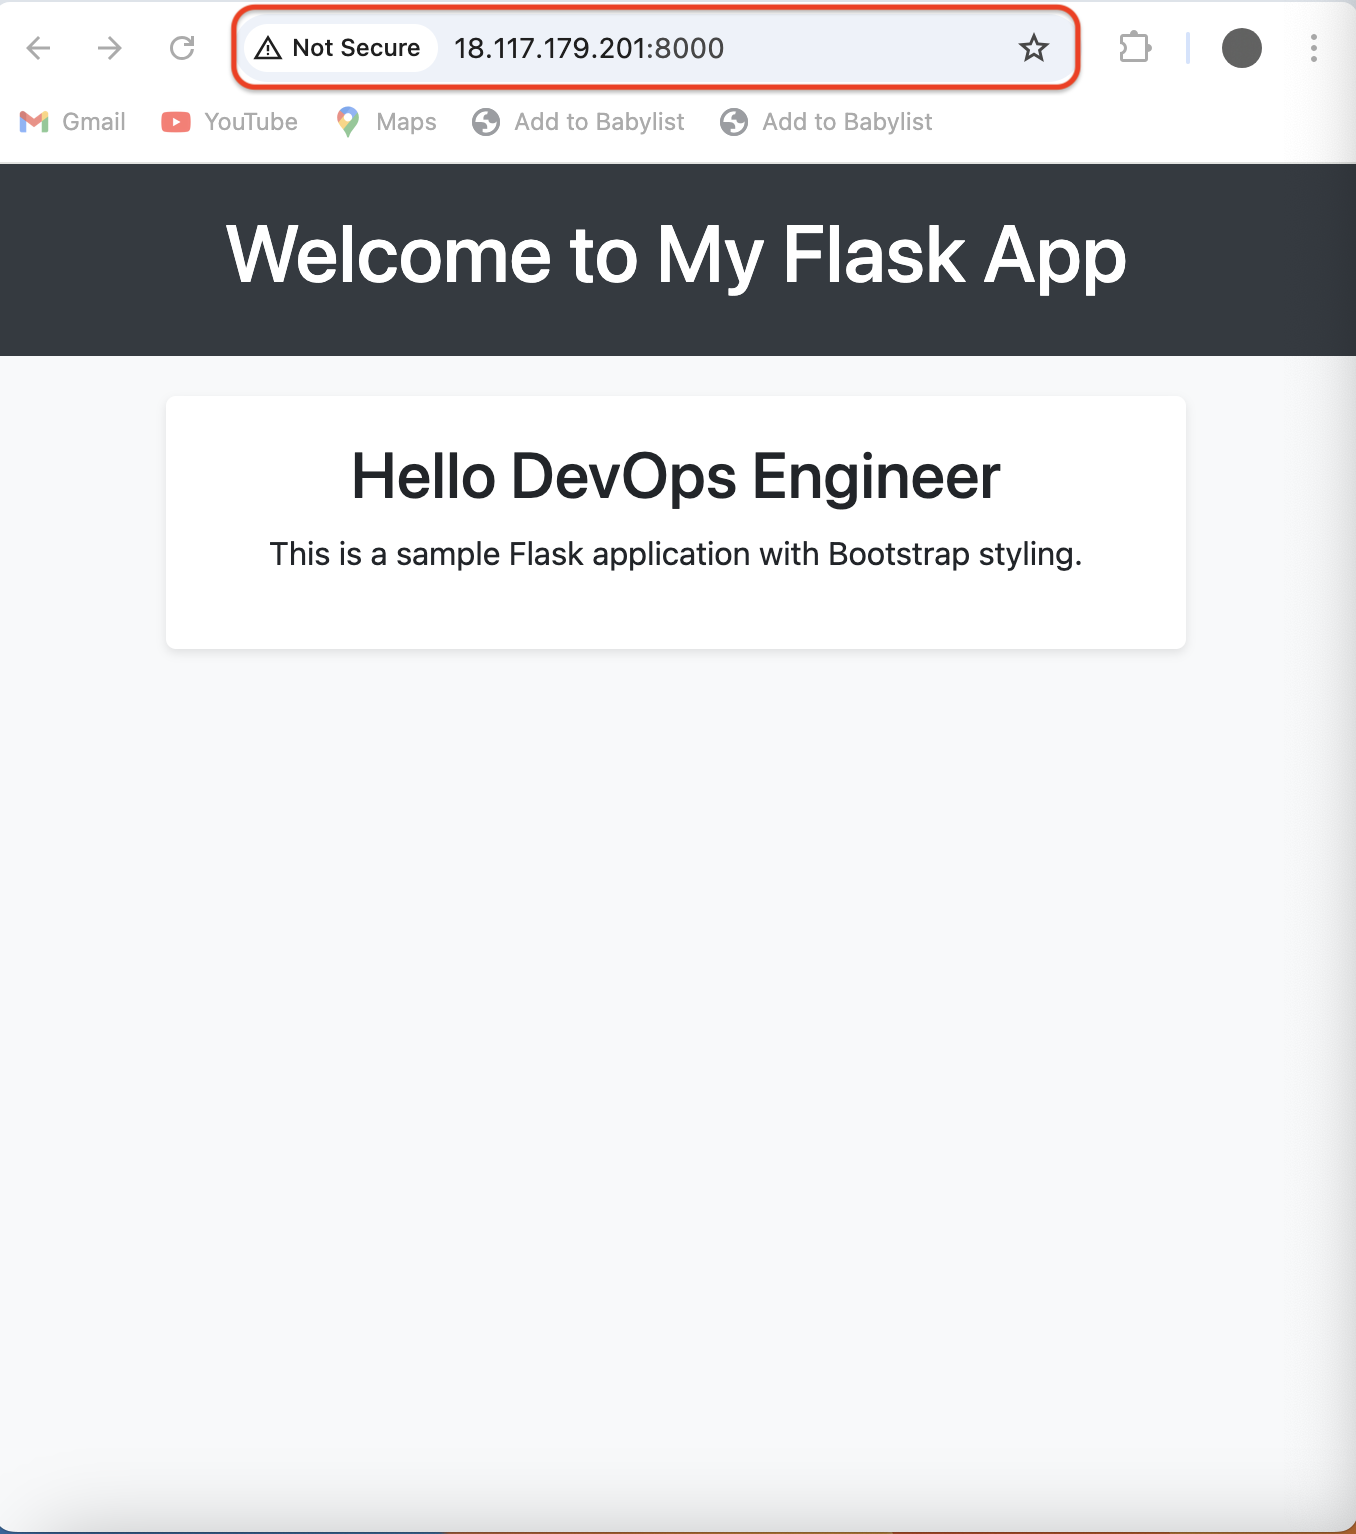 Not Secure 18.117.179.201:8000
Gmail YouTube Maps Add to Babylist Add to Babylist
Welcome to My Flask App
Hello DevOps Engineer
This is a sample Flask application with Bootstrap styling.